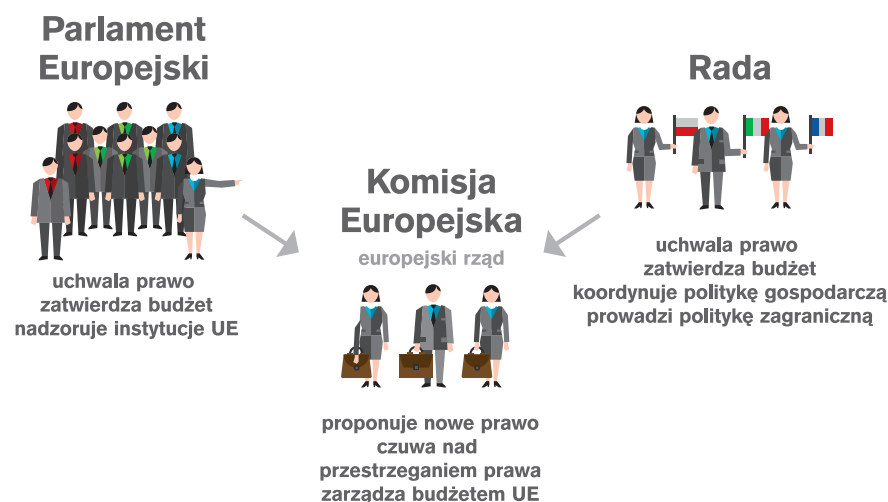 Parlament
Europejski
uchwala prawo
zatwierdza budżet
nadzoruje instytucje UE
Komisja
Europejska
europejski rząd
proponuje nowe prawo
czuwa nad
przestrzeganiem prawa
zarządza budżetem UE
Rada
uchwala prawo
zatwierdza budżet
koordynuje politykę gospodarczą
prowadzi politykę zagraniczną